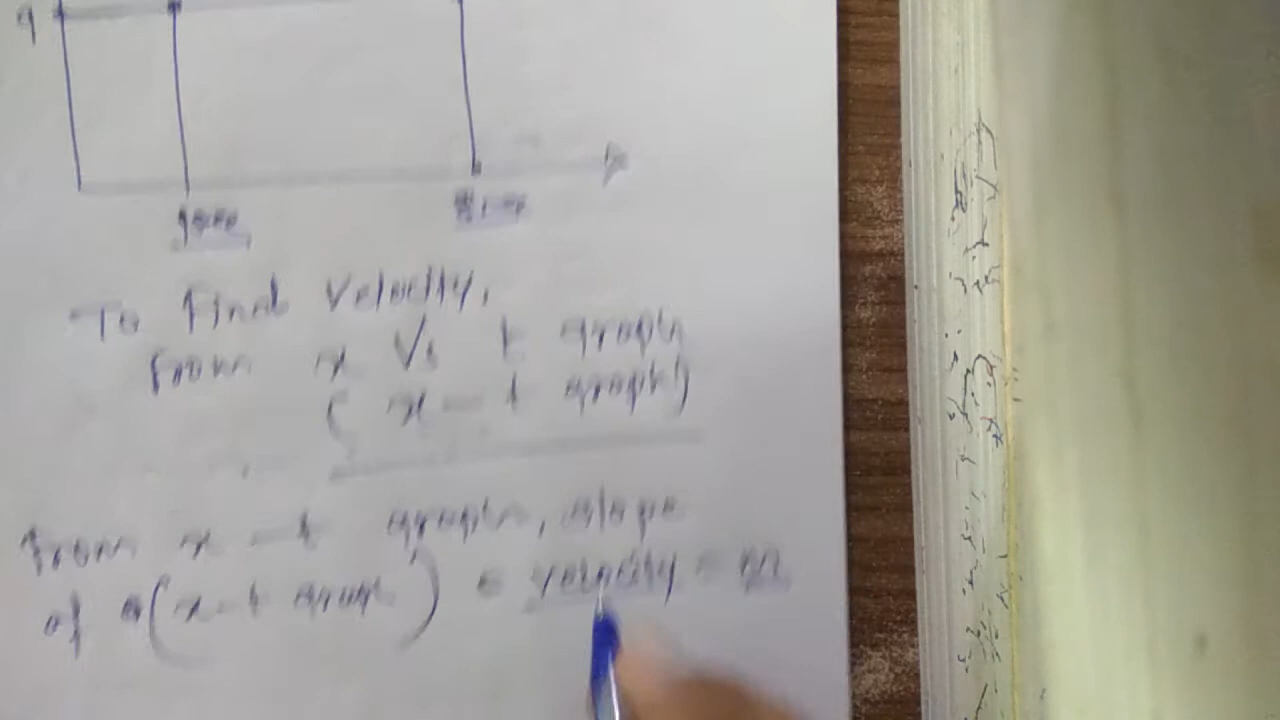 To Find Velocity,
from x Vs t graph
( x - t graph)
from x - t graph, slope
of a (x-t graph) = velocity = m